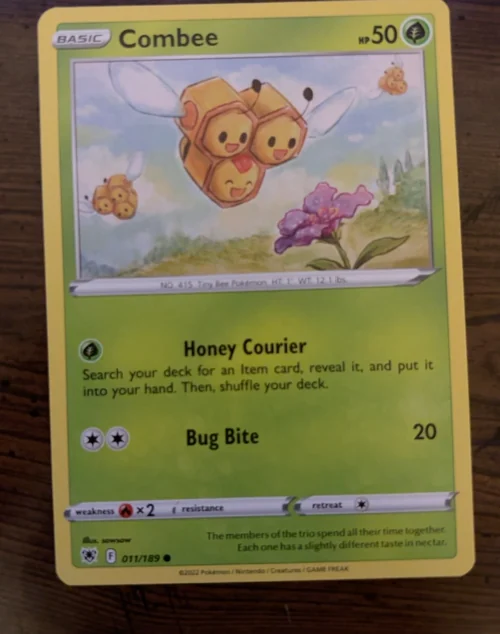 BASIC Combee HP 50
NO. 415 Tiny Bee Pokémon HT: 1' WT: 12.1 lbs.
Honey Courier
Search your deck for an Item card, reveal it, and put it
into your hand. Then, shuffle your deck.
Bug Bite 20
weakness ×2 resistance retreat
Illus. sowsow
The members of the trio spend all their time together.
Each one has a slightly different taste in nectar.
F 011/189
©2022 Pokémon / Nintendo / Creatures / GAME FREAK